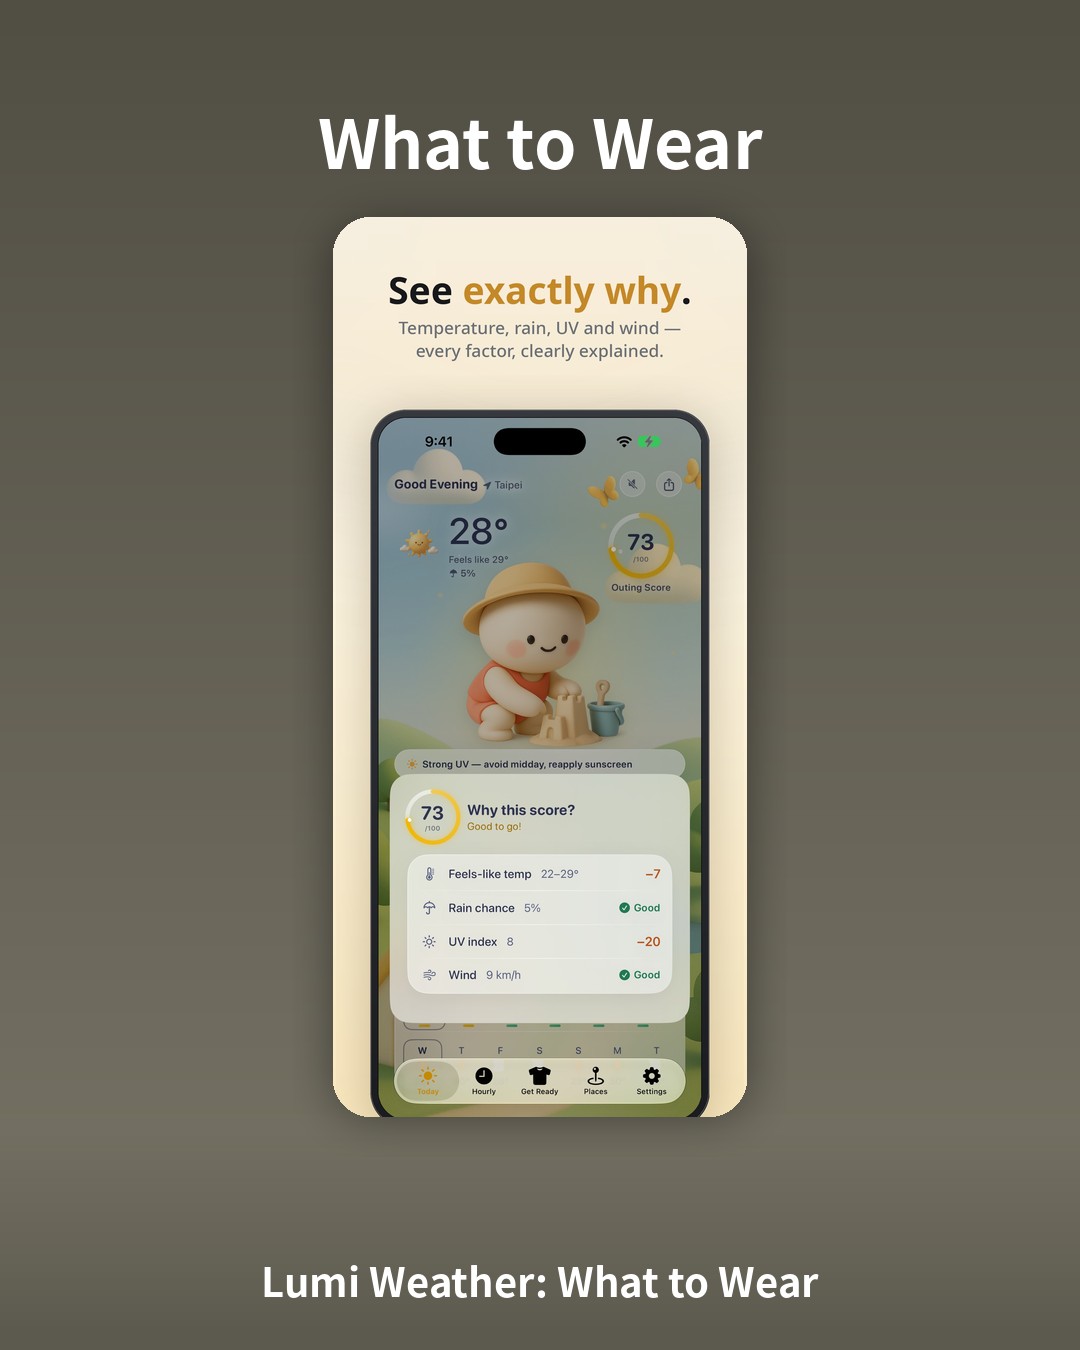 What to Wear
See exactly why.
Temperature, rain, UV and wind —
every factor, clearly explained.
9:41
Good Evening Taipei
28°
Feels like 29°
5%
73
/100
Outing Score
Strong UV — avoid midday, reapply sunscreen
73
/100
Why this score?
Good to go!
Feels-like temp 22–29° –7
Rain chance 5% Good
UV index 8 –20
Wind 9 km/h Good
W T F S S M T
Today Hourly Get Ready Places Settings
Lumi Weather: What to Wear